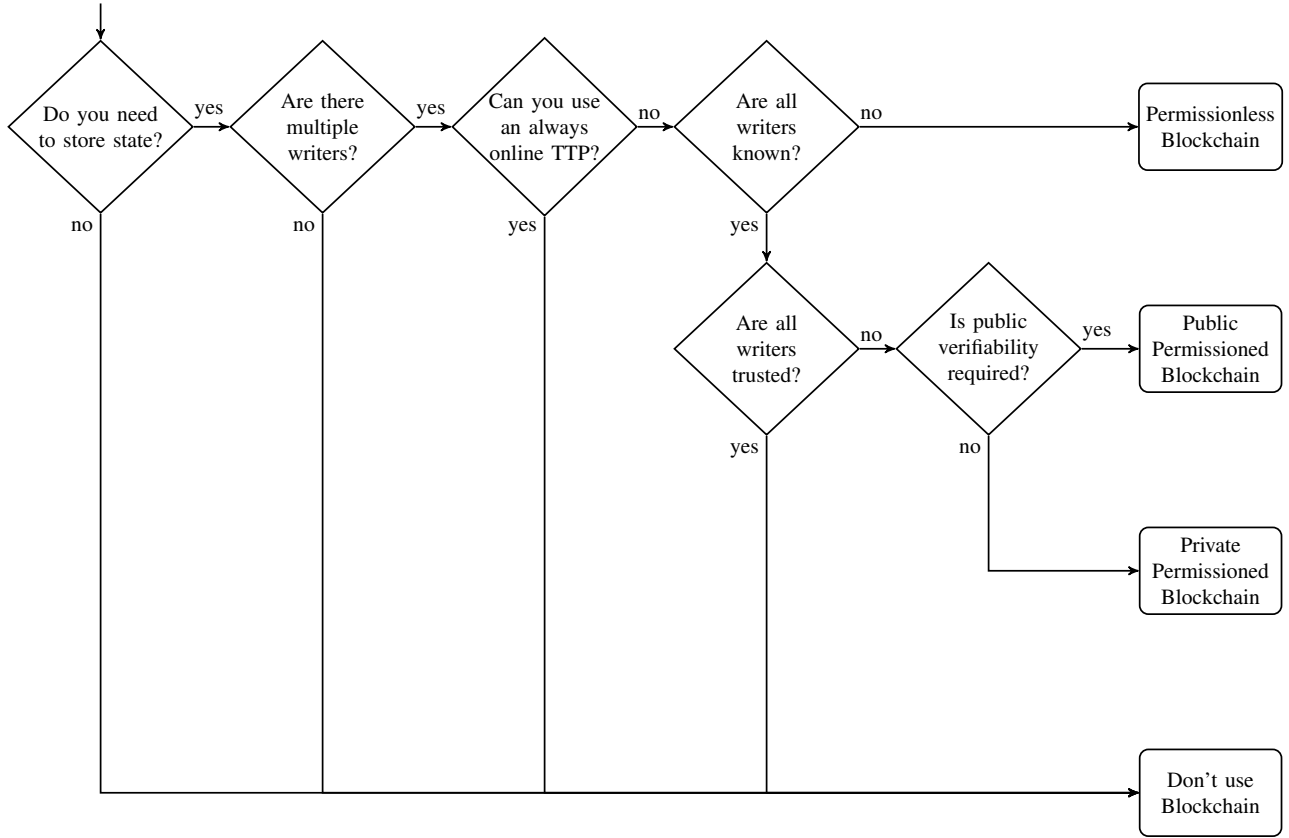 Do you need
to store state?
yes
no
Are there
multiple
writers?
yes
no
Can you use
an always
online TTP?
no
yes
Are all
writers
known?
no
yes
Permissionless
Blockchain
Are all
writers
trusted?
no
yes
Is public
verifiability
required?
yes
no
Public
Permissioned
Blockchain
Private
Permissioned
Blockchain
Don't use
Blockchain